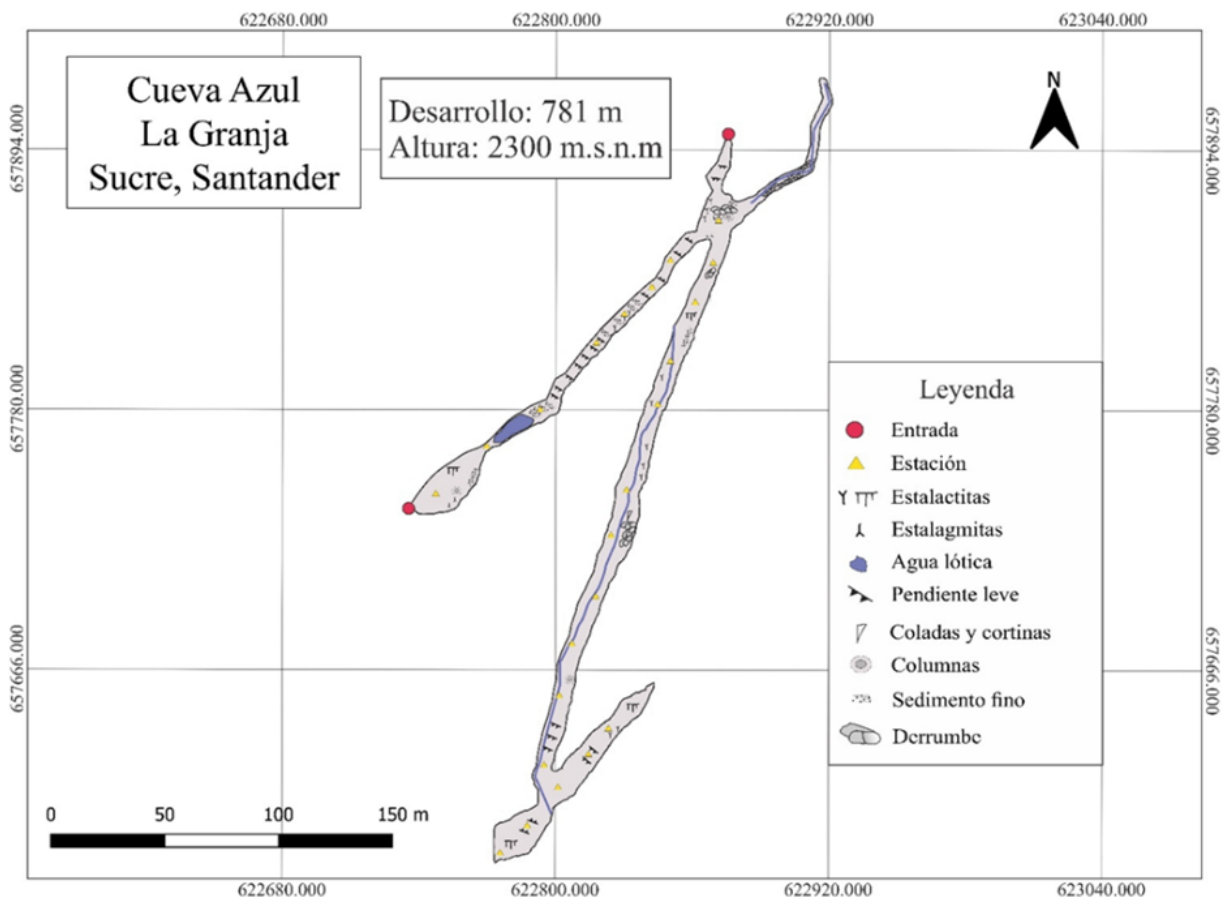 622680.000
622800.000
622920.000
623040.000
Cueva Azul
La Granja
Sucre, Santander
Desarrollo: 781 m
Altura: 2300 m.s.n.m
N
657894.000
657894.000
657780.000
657780.000
657666.000
657666.000
Leyenda
Entrada
Estación
Estalactitas
Estalagmitas
Agua lótica
Pendiente leve
Coladas y cortinas
Columnas
Sedimento fino
Derrumbe
0 50 100 150 m
622680.000
622800.000
622920.000
623040.000